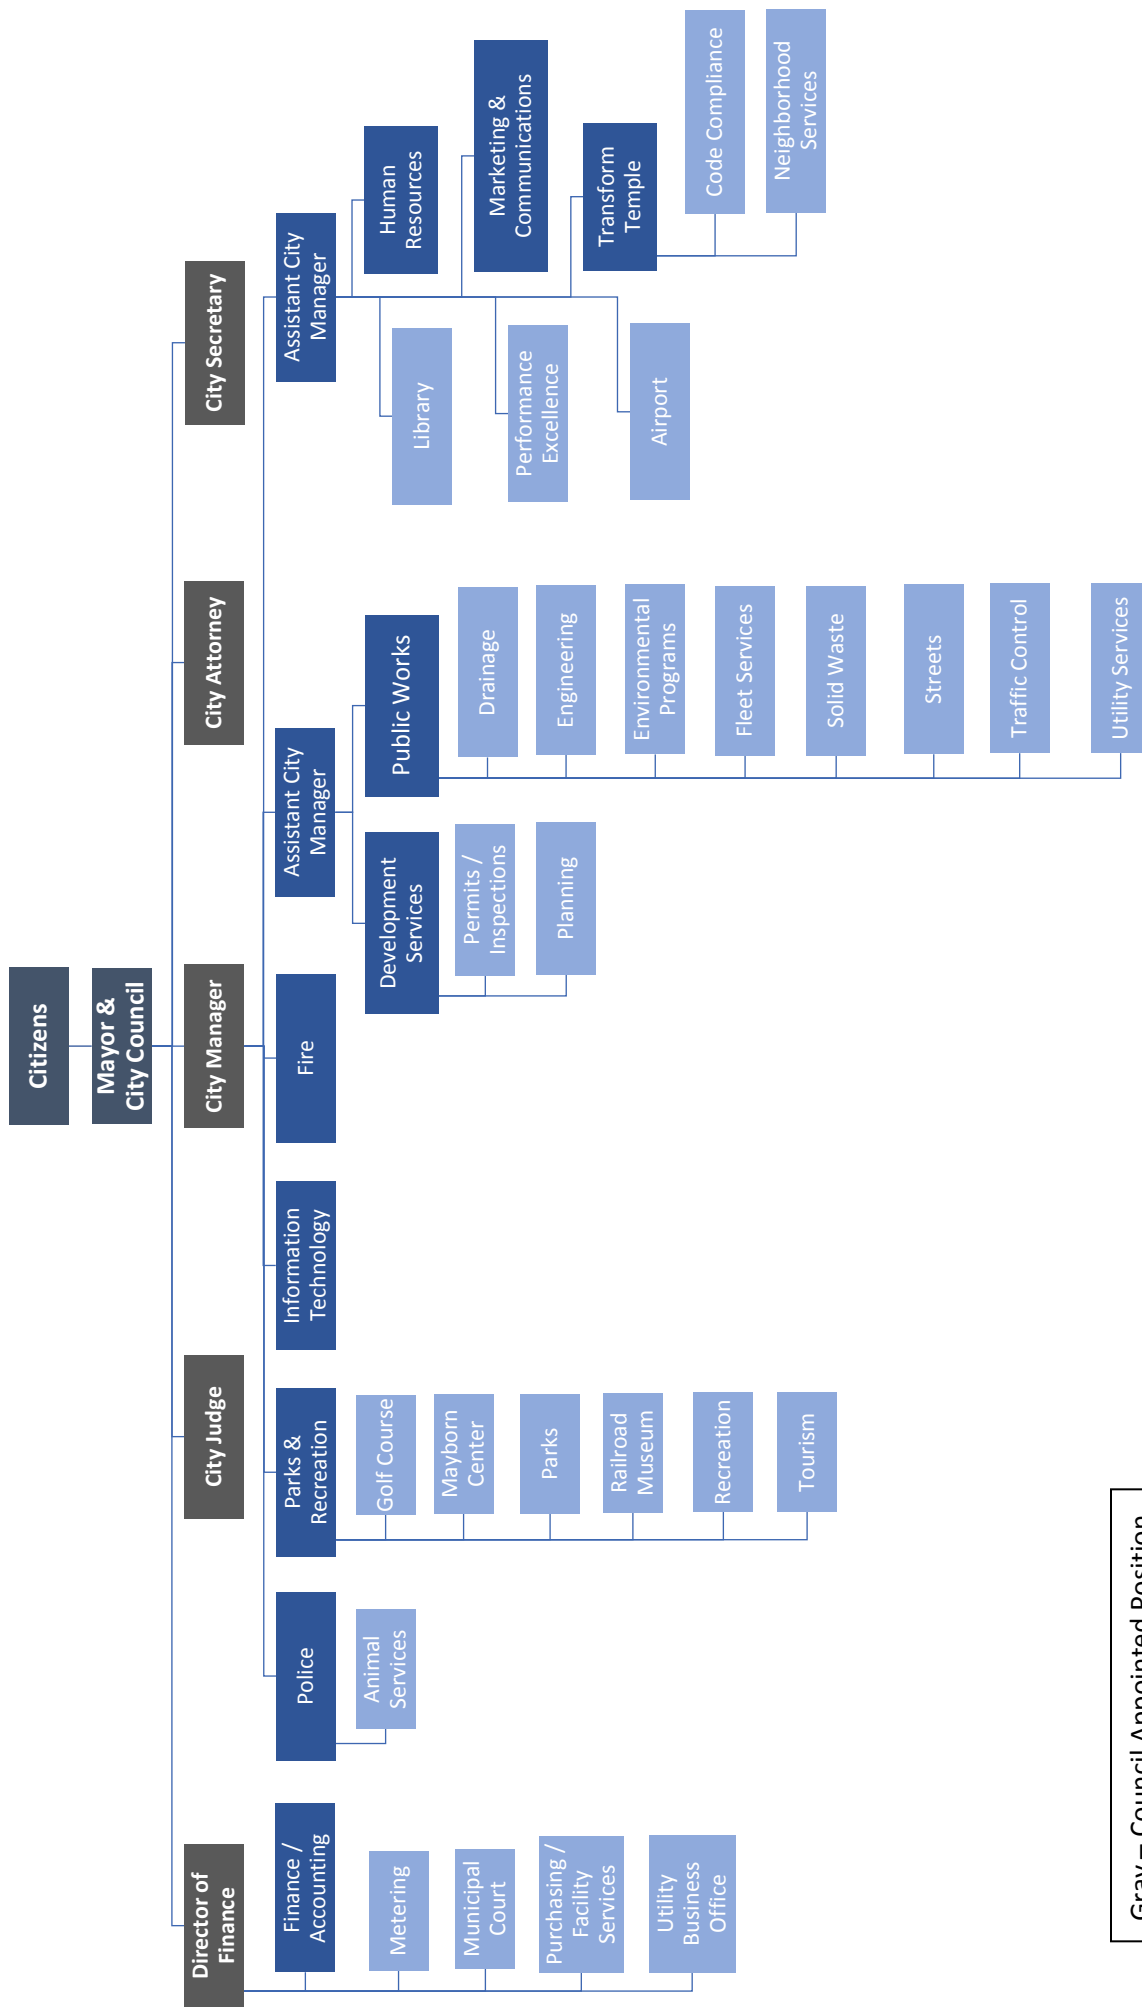 Citizens
Mayor &
City Council
Director of
Finance
City Judge
City Manager
City Attorney
City Secretary
Finance /
Accounting
Metering
Municipal
Court
Purchasing /
Facility
Services
Utility
Business
Office
Police
Animal
Services
Parks &
Recreation
Golf Course
Mayborn
Center
Parks
Railroad
Museum
Recreation
Tourism
Information
Technology
Fire
Assistant City
Manager
Development
Services
Permits /
Inspections
Planning
Public Works
Drainage
Engineering
Environmental
Programs
Fleet Services
Solid Waste
Streets
Traffic Control
Utility Services
Assistant City
Manager
Library
Performance
Excellence
Airport
Human
Resources
Marketing &
Communications
Transform
Temple
Code Compliance
Neighborhood
Services
Gray – Council Appointed Position